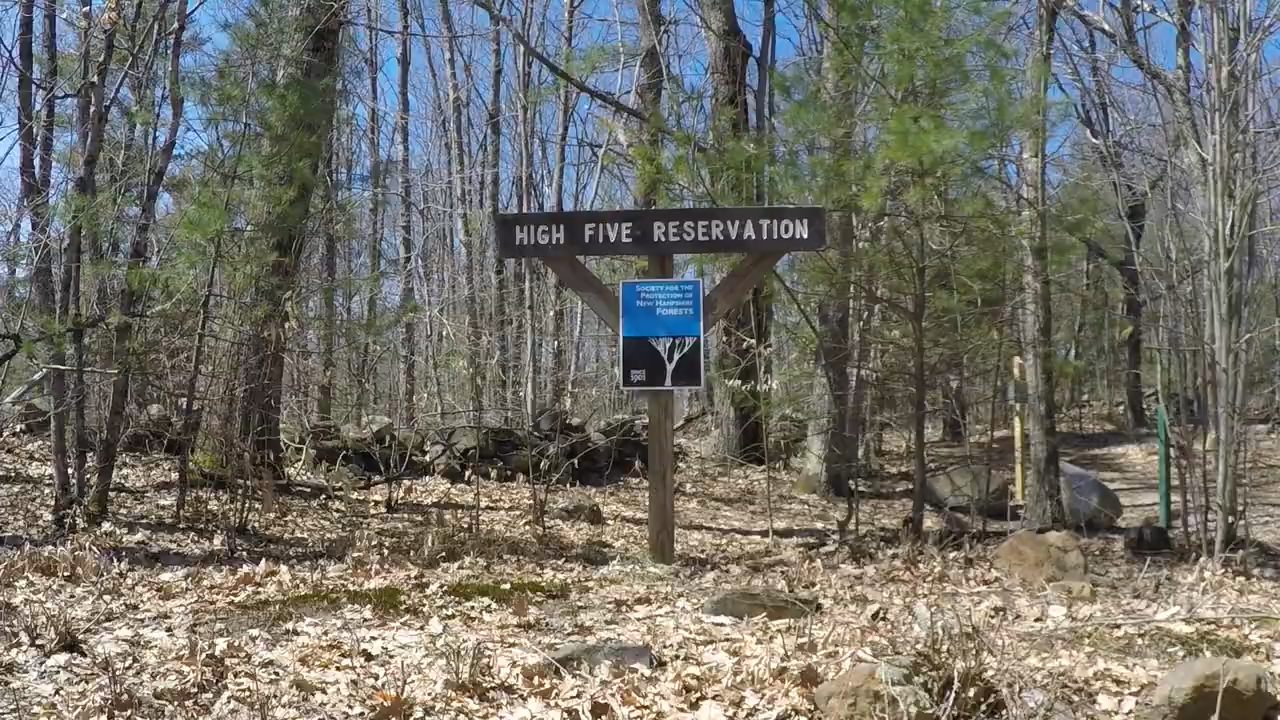 HIGH FIVE RESERVATION
SOCIETY FOR THE
PROTECTION OF
NEW HAMPSHIRE
FORESTS
SINCE
1901